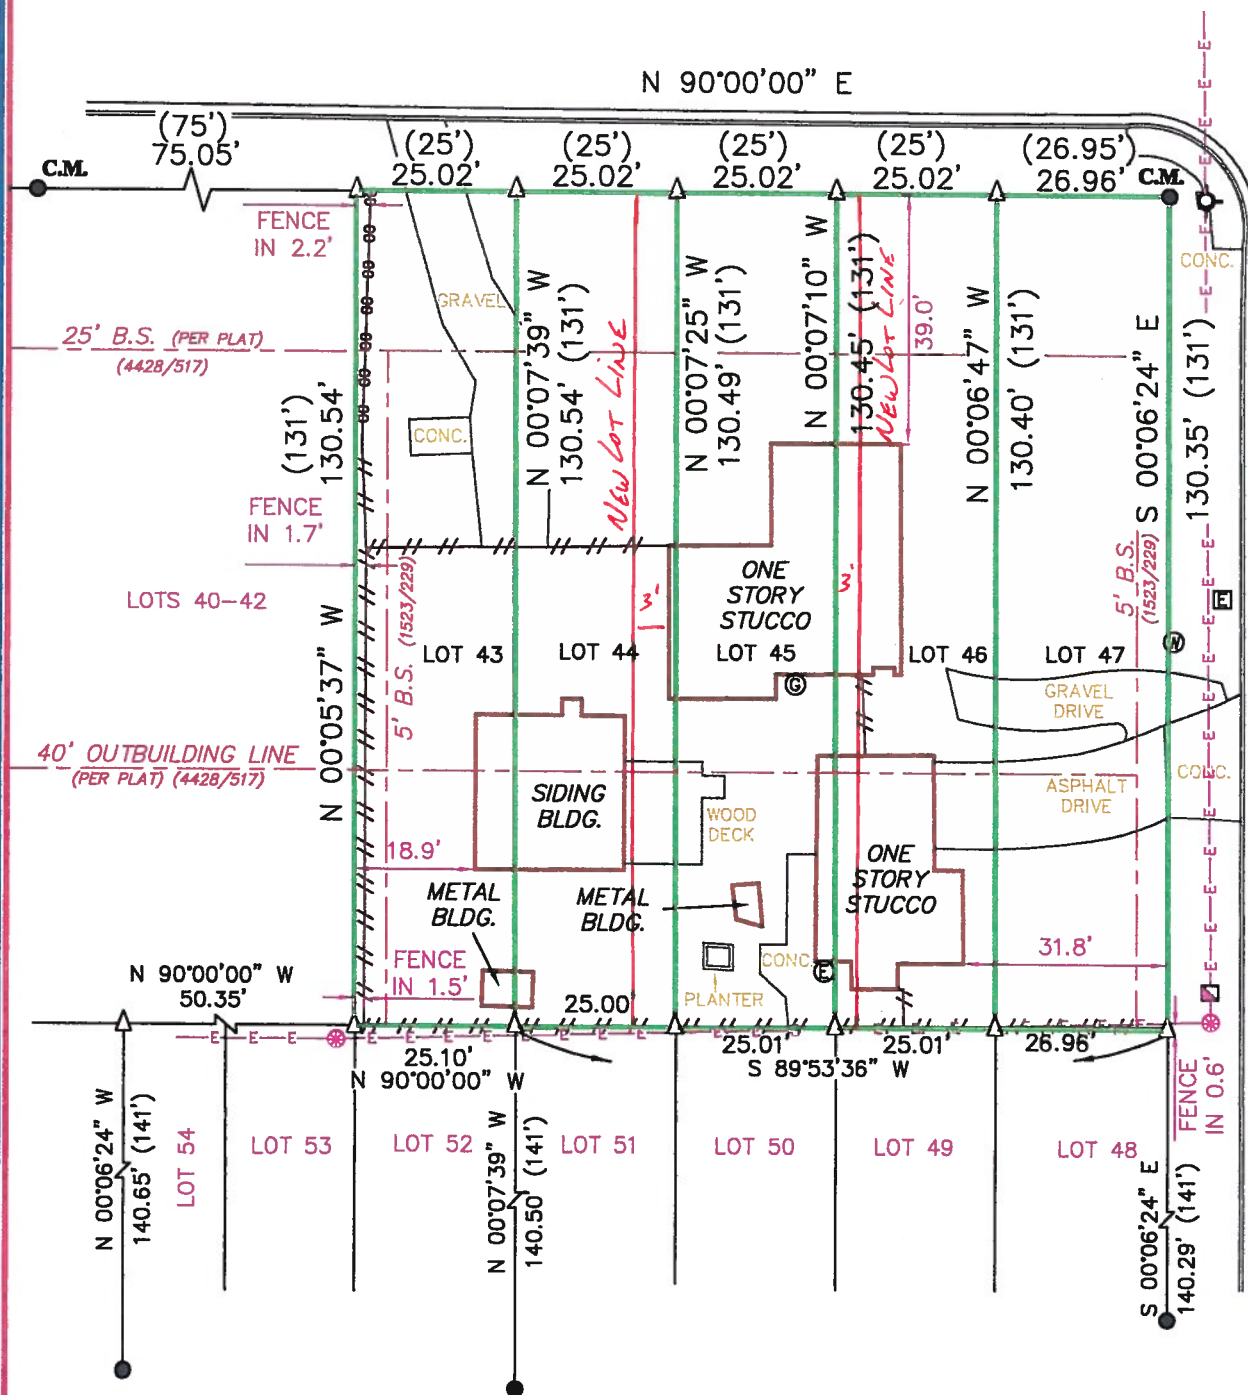 N 90°00'00" E
(75')
75.05'
(25')
25.02'
(25')
25.02'
(25')
25.02'
(25')
25.02'
(26.95')
26.96'
C.M.
C.M.
FENCE
IN 2.2'
GRAVEL
CONC.
25' B.S. (PER PLAT)
(4428/517)
(131')
130.54'
N 00°07'39" W
130.54' (131')
NEW LOT LINE
N 00°07'25" W
130.49' (131')
N 00°07'10" W
130.45' (131')
NEW LOT LINE
39.0'
N 00°06'47" W
130.40' (131')
S 00°06'24" E
130.35' (131')
CONC.
FENCE
IN 1.7'
LOTS 40-42
N 00°05'37" W
5' B.S. (1523/229)
3'
ONE
STORY
STUCCO
3'
5' B.S.
(1523/229)
E
W
LOT 43
LOT 44
LOT 45
LOT 46
LOT 47
G
GRAVEL
DRIVE
40' OUTBUILDING LINE
(PER PLAT) (4428/517)
SIDING
BLDG.
WOOD
DECK
ASPHALT
DRIVE
CONC.
18.9'
METAL
BLDG.
METAL
BLDG.
ONE
STORY
STUCCO
31.8'
FENCE
IN 1.5'
PLANTER
CONC.
E
N 90°00'00" W
50.35'
25.00'
E E E
E E E
25.10'
N 90°00'00" W
25.01'
25.01'
S 89°53'36" W
26.96'
FENCE
IN 0.6'
N 00°06'24" W
140.65' (141')
LOT 54
LOT 53
LOT 52
N 00°07'39" W
140.50' (141')
LOT 51
LOT 50
LOT 49
LOT 48
S 00°06'24" E
140.29' (141')